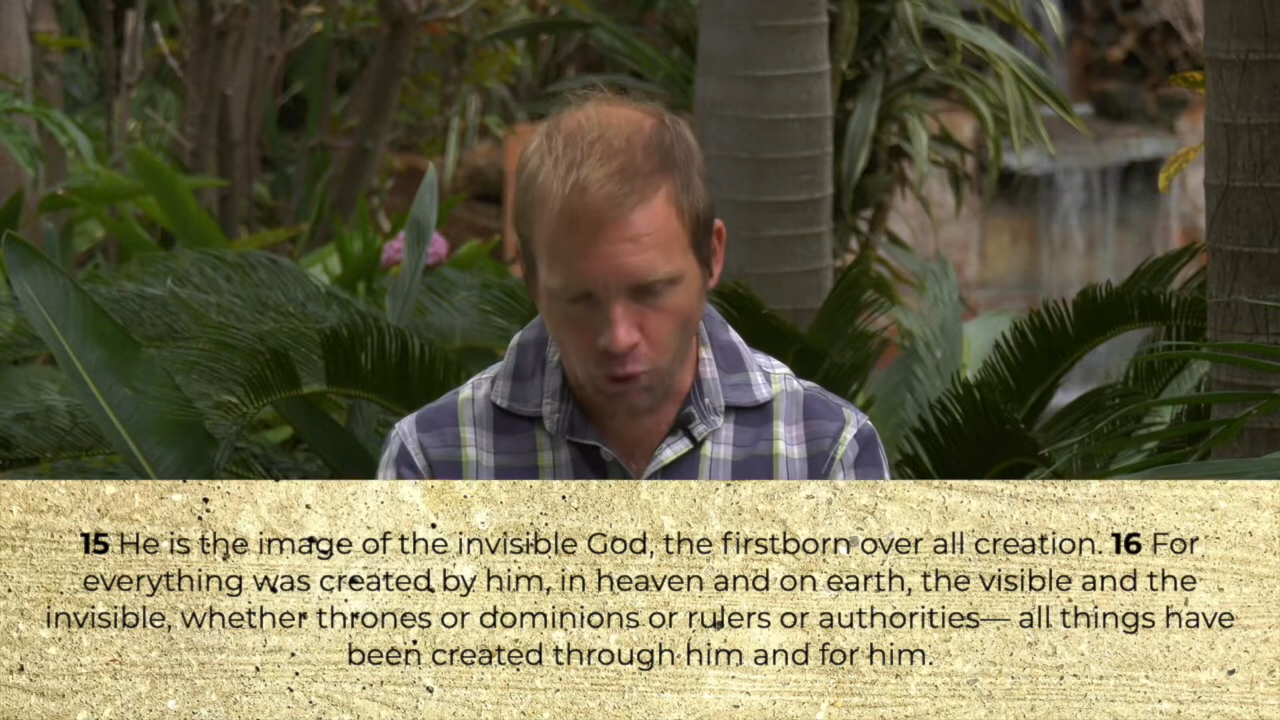 15 He is the image of the invisible God, the firstborn over all creation. 16 For
everything was created by him, in heaven and on earth, the visible and the
invisible, whether thrones or dominions or rulers or authorities— all things have
been created through him and for him.